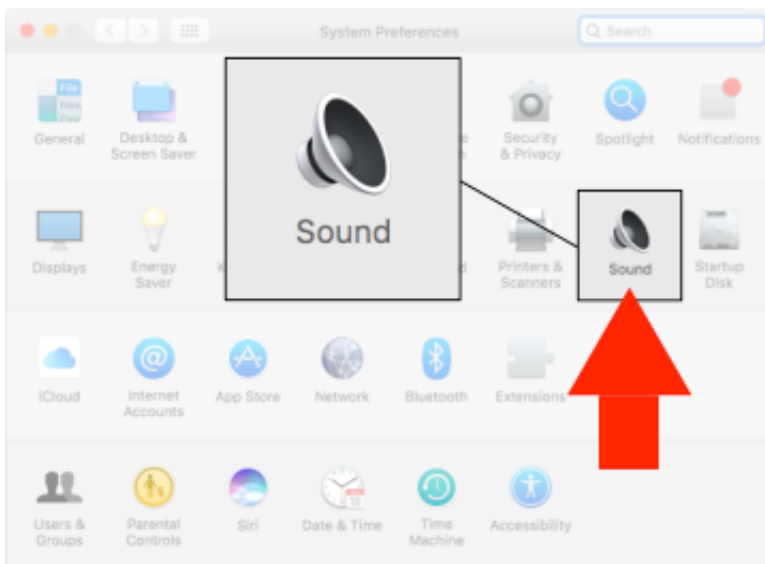 System Preferences
Search
File
New
General
Desktop &
Screen Saver
Security
& Privacy
Spotlight
Notifications
Sound
Displays
Energy
Saver
Printers &
Scanners
Sound
Startup
Disk
iCloud
Internet
Accounts
App Store
Network
Bluetooth
Extensions
Users &
Groups
Parental
Controls
Siri
Date & Time
Time
Machine
Accessibility